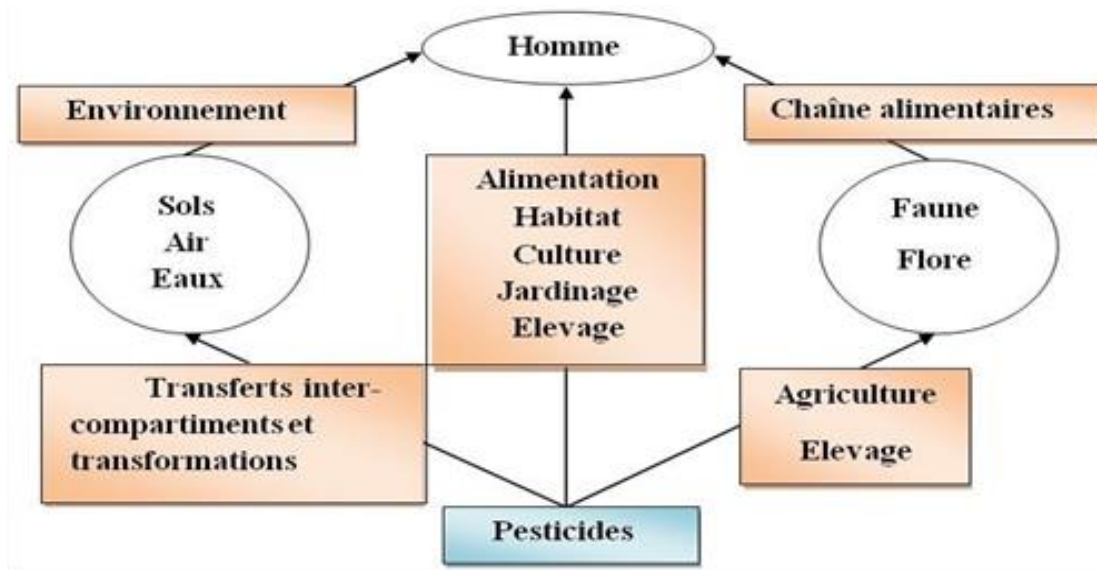 Homme
Environnement
Chaîne alimentaires
Sols
Air
Eaux
Alimentation
Habitat
Culture
Jardinage
Elevage
Faune
Flore
Transferts inter-
compartiments et
transformations
Agriculture
Elevage
Pesticides